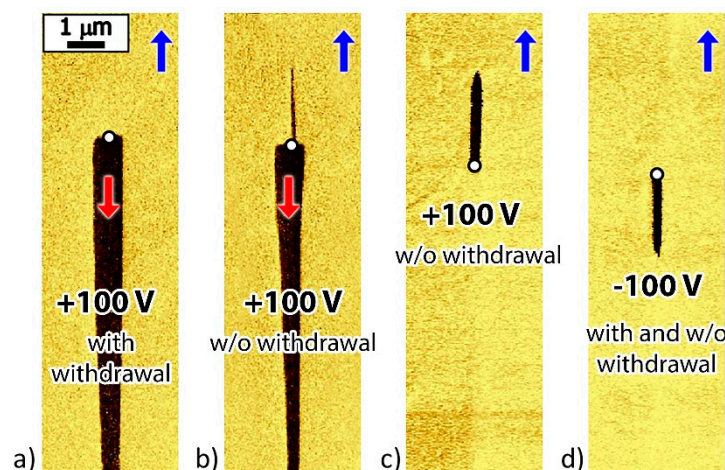 1 µm
+100 V
with
withdrawal
a)
+100 V
w/o withdrawal
b)
+100 V
w/o withdrawal
c)
-100 V
with and w/o
withdrawal
d)